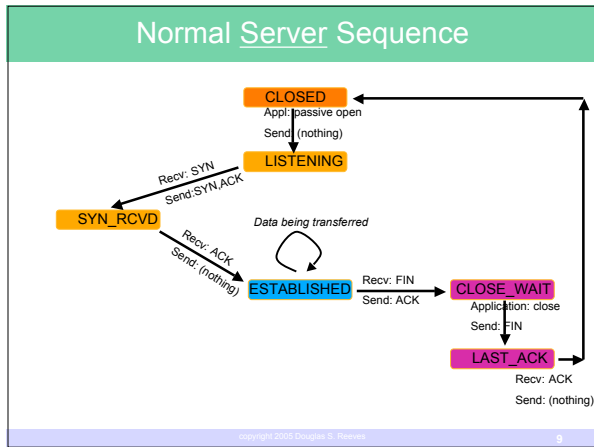 Normal Server Sequence
CLOSED
Appl: passive open
Send: (nothing)
LISTENING
Recv: SYN
Send:SYN,ACK
SYN_RCVD
Recv: ACK
Send: (nothing)
Data being transferred
ESTABLISHED
Recv: FIN
Send: ACK
CLOSE_WAIT
Application: close
Send: FIN
LAST_ACK
Recv: ACK
Send: (nothing)
copyright 2005 Douglas S. Reeves
9